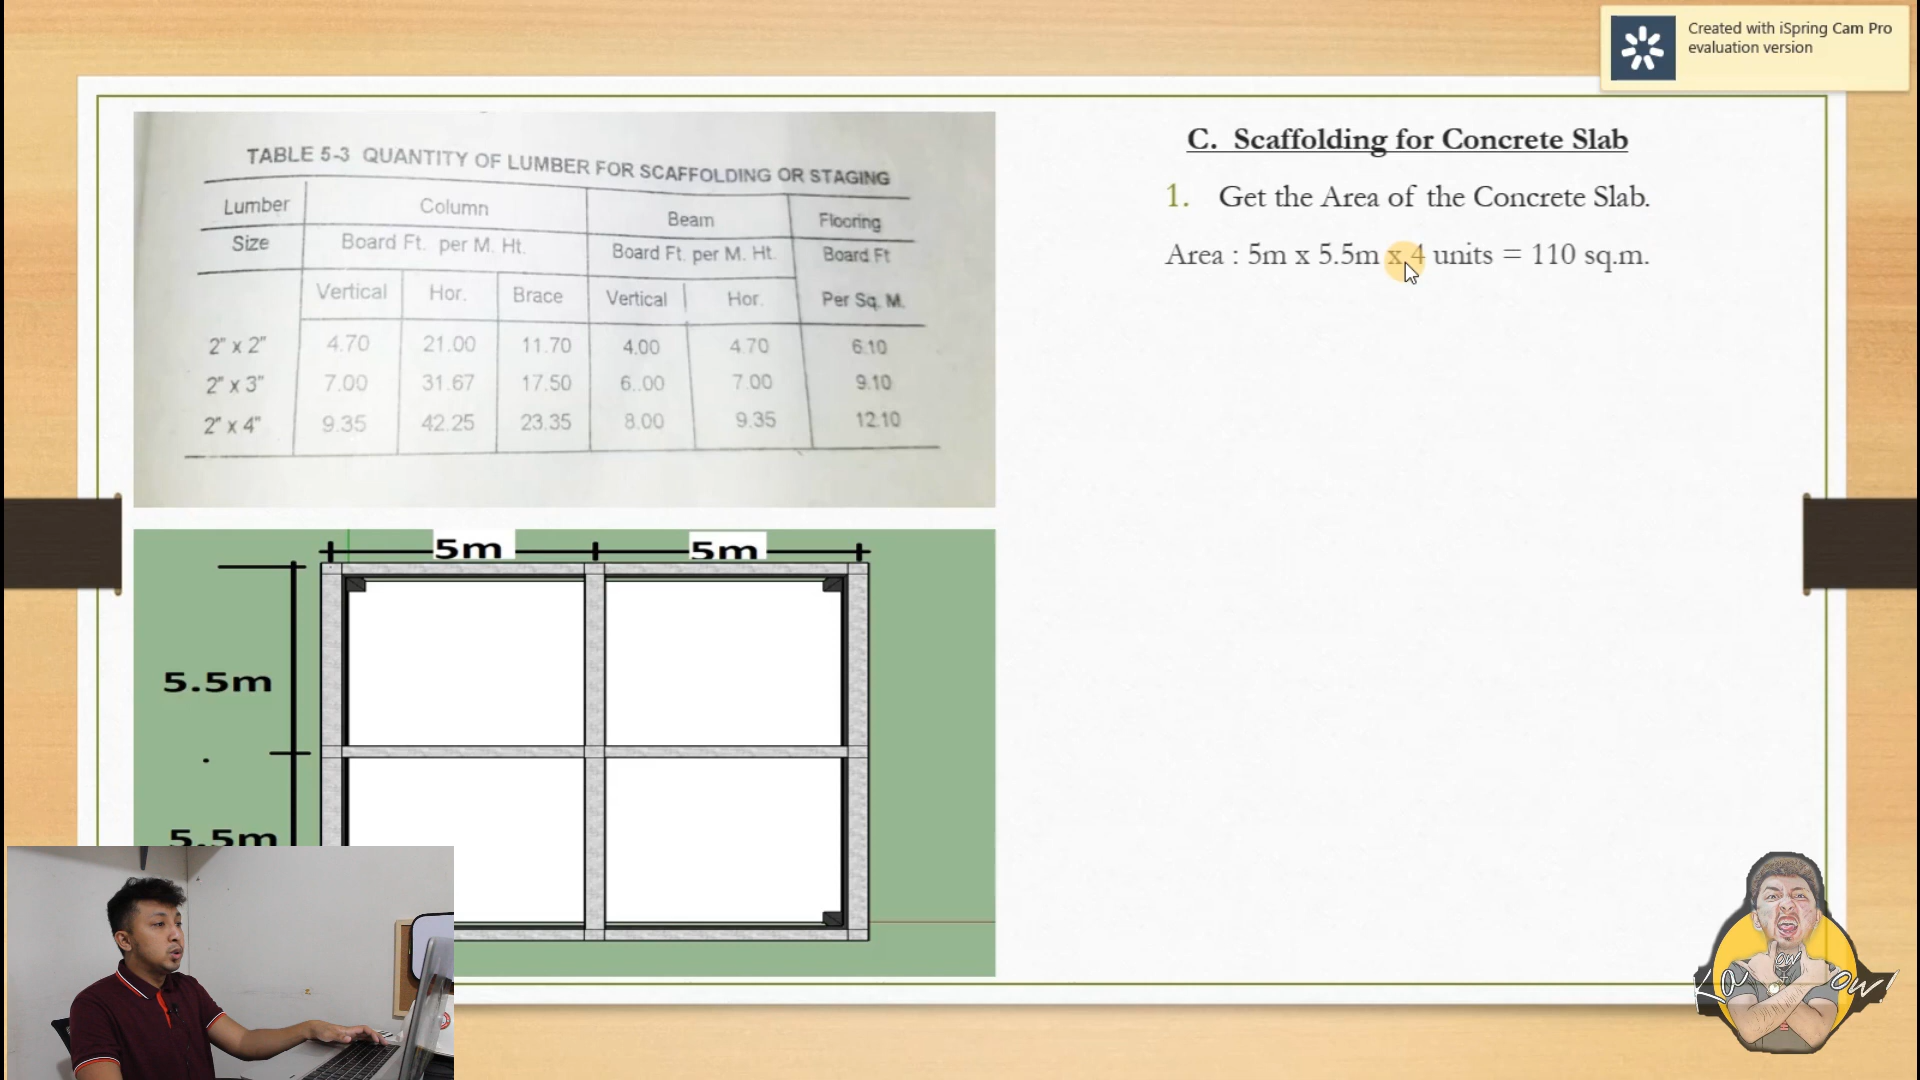 Created with iSpring Cam Pro
evaluation version
TABLE 5-3 QUANTITY OF LUMBER FOR SCAFFOLDING OR STAGING
Lumber Column Beam Flooring
Size Board Ft. per M. Ht. Board Ft. per M. Ht. Board Ft
Vertical Hor. Brace Vertical Hor. Per Sq. M.
2" x 2" 4.70 21.00 11.70 4.00 4.70 6.10
2" x 3" 7.00 31.67 17.50 6..00 7.00 9.10
2" x 4" 9.35 42.25 23.35 8.00 9.35 12.10
C. Scaffolding for Concrete Slab
1. Get the Area of the Concrete Slab.
Area : 5m x 5.5m x 4 units = 110 sq.m.
5m 5m
5.5m
5.5m
Ka
ow
ow!